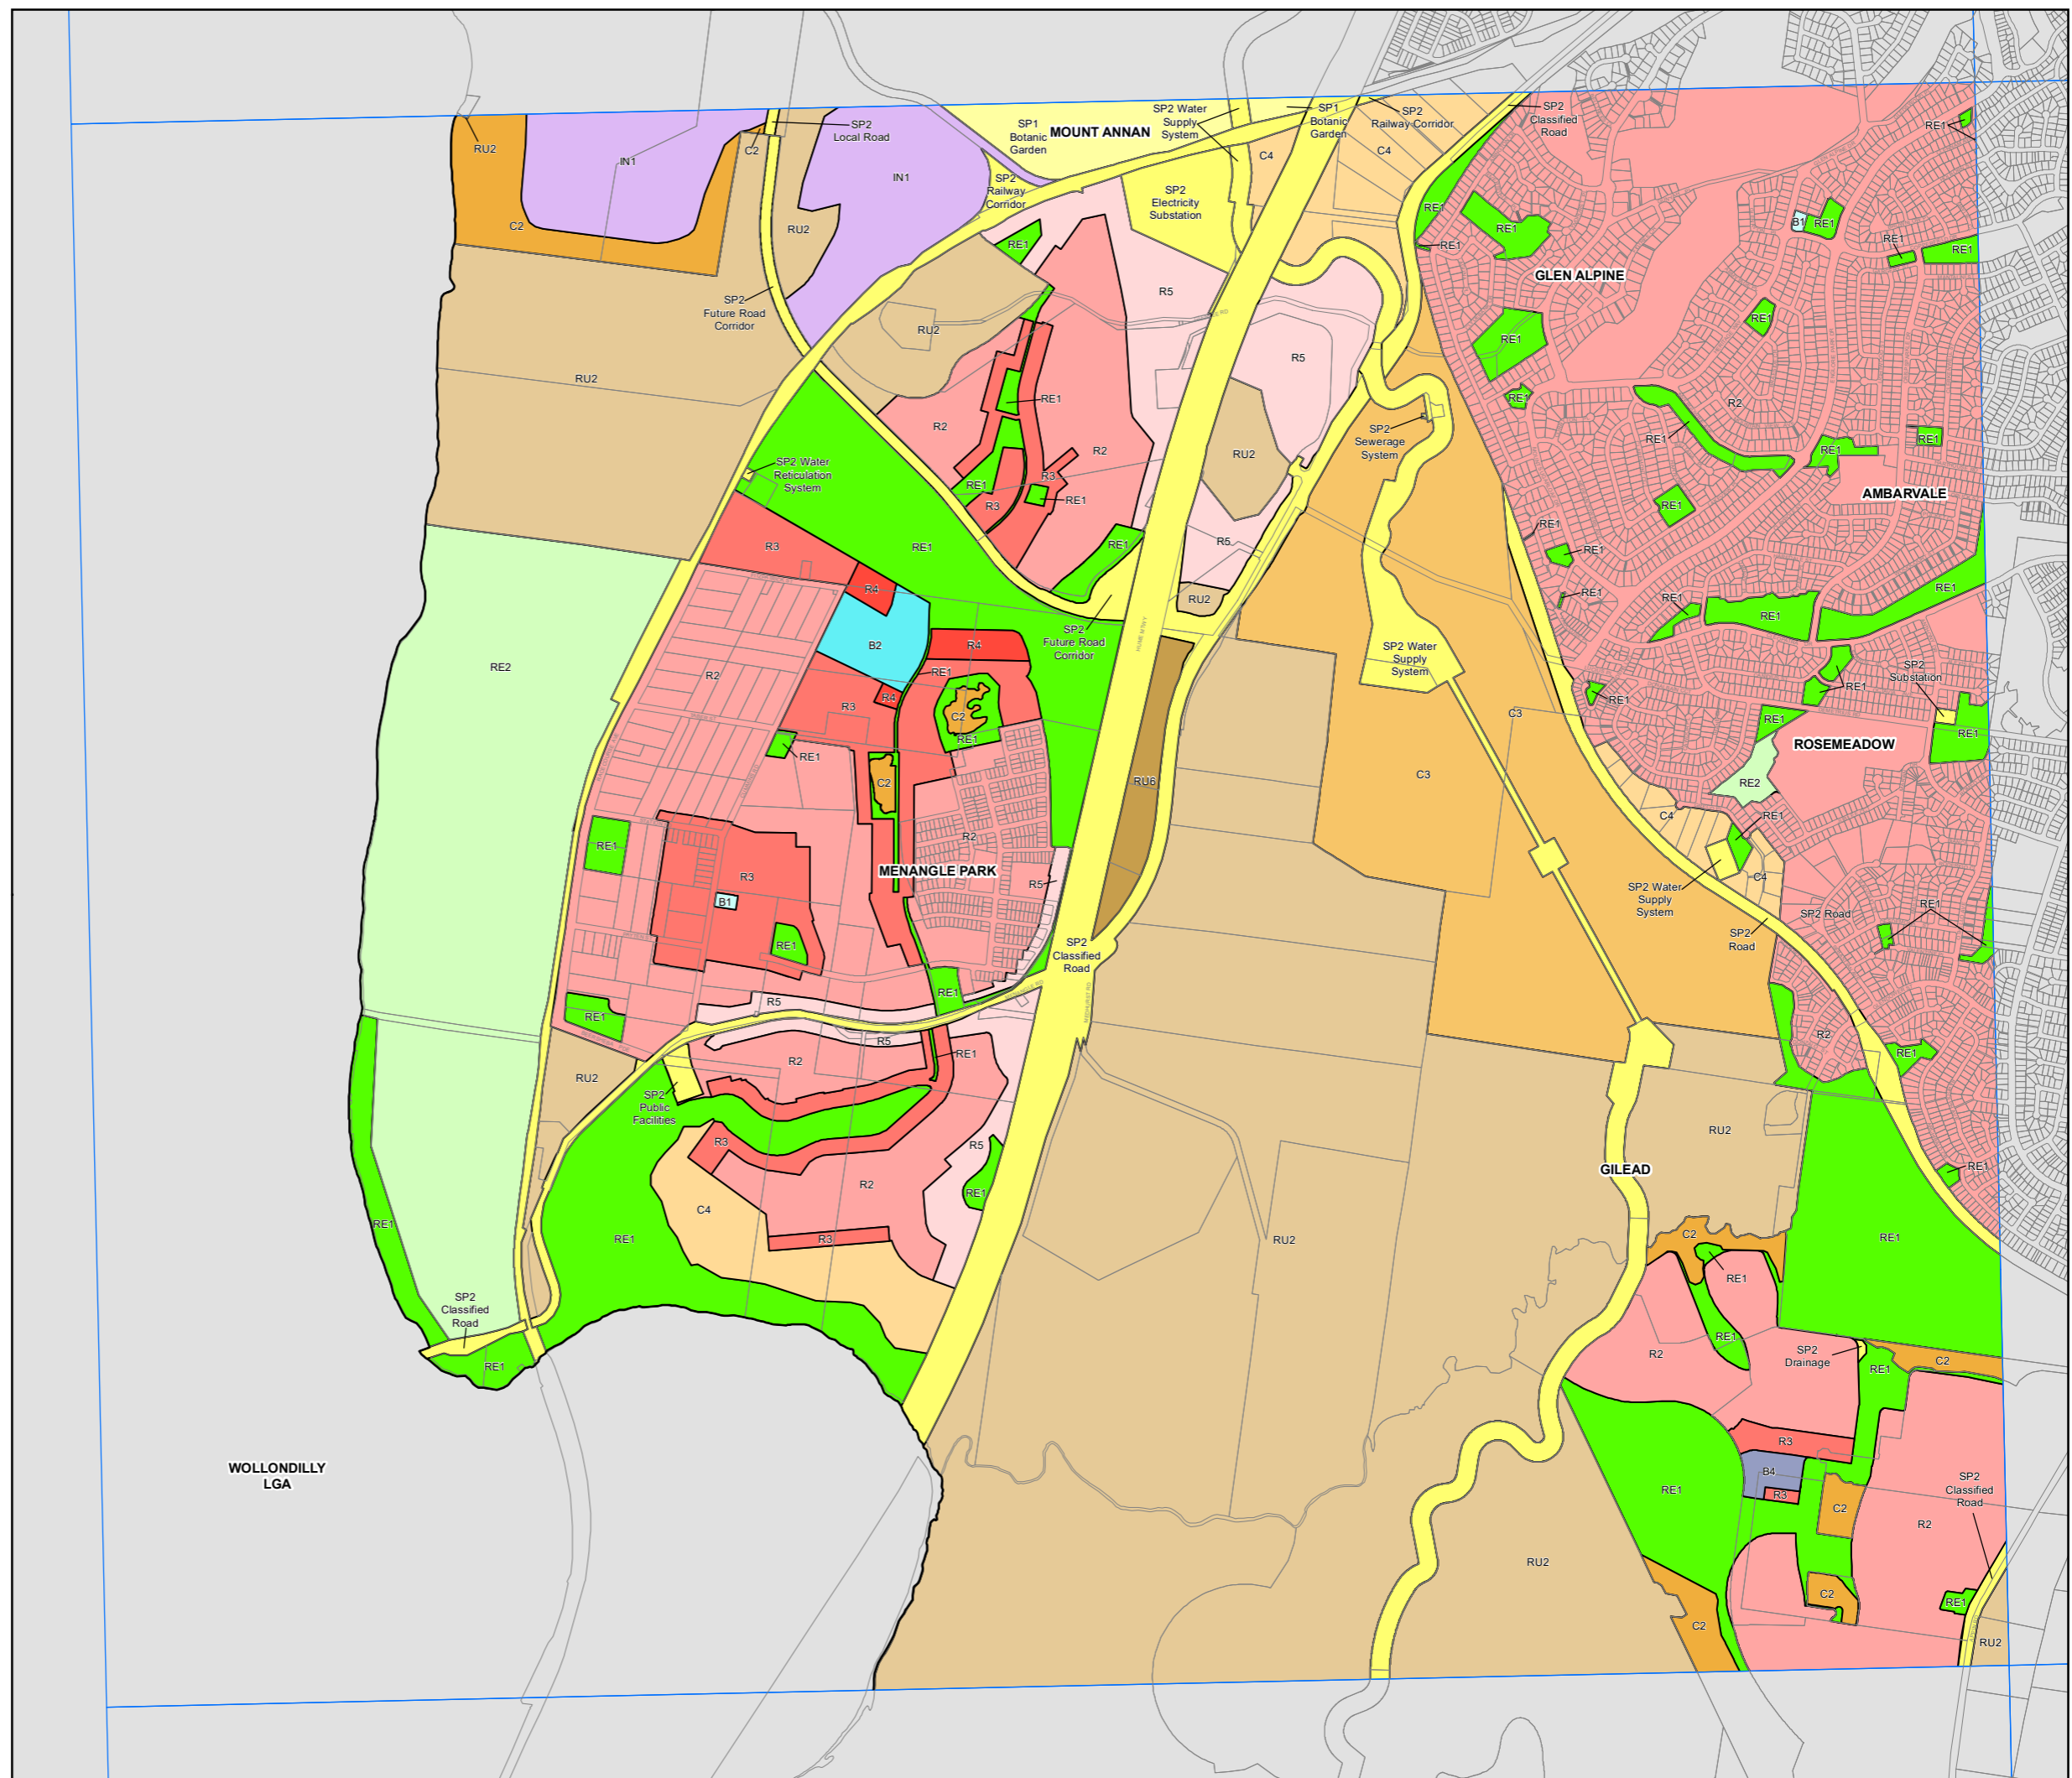 SP2
Local Road
RU2
C2
IN1
IN1
C2
RU2
SP1
Botanic
Garden
MOUNT ANNAN
SP2 Water
Supply
System
SP1
Botanic
Garden
SP2
Railway Corridor
SP2
Classified
Road
C4
C4
SP2
Railway
Corridor
SP2
Electricity
Substation
RE1
RE1
RE1
RE1
B1
RE1
RE1
RE1
GLEN ALPINE
RE1
R5
SP2
Future Road
Corridor
RU2
RU2
RE1
RE1
R5
RE1
RE1
R2
RE1
R2
RE1
R2
SP2
Sewerage
System
RE1
RE1
RE1
RU2
SP2 Water
Reticulation
System
R3
RE1
RE1
R3
AMBARVALE
RE1
RE1
RE1
RE1
R5
R3
RE1
R4
RU2
RE1
RE1
RE1
RE1
HUME MTWY
SP2
Future Road
Corridor
B2
R4
RE1
RE2
R2
R4
R3
C2
RE1
SP2 Water
Supply
System
SP2
Substation
RE1
RE1
RE1
RE1
ROSEMEADOW
C3
C3
RE1
C2
RU6
RE2
C4
RE1
RE1
R2
MENANGLE PARK
R3
R5
B1
C4
SP2 Water
Supply
System
SP2 Road
SP2
Road
RE1
RE1
SP2
Classified
Road
RE1
R5
RE1
MENANGLE RD
MEDHURST RD
R5
RE1
R2
RU2
R2
RE1
SP2
Public
Facilities
R3
R5
R2
RE1
C4
RU2
GILEAD
RE1
RE1
RE1
R3
RU2
C2
RE1
RE1
SP2
Classified
Road
RE1
RE1
R2
SP2
Drainage
RE1
C2
WOLLONDILLY
LGA
R3
B4
R3
RE1
C2
SP2
Classified
Road
R2
RU2
C2
RE1
C2
RU2